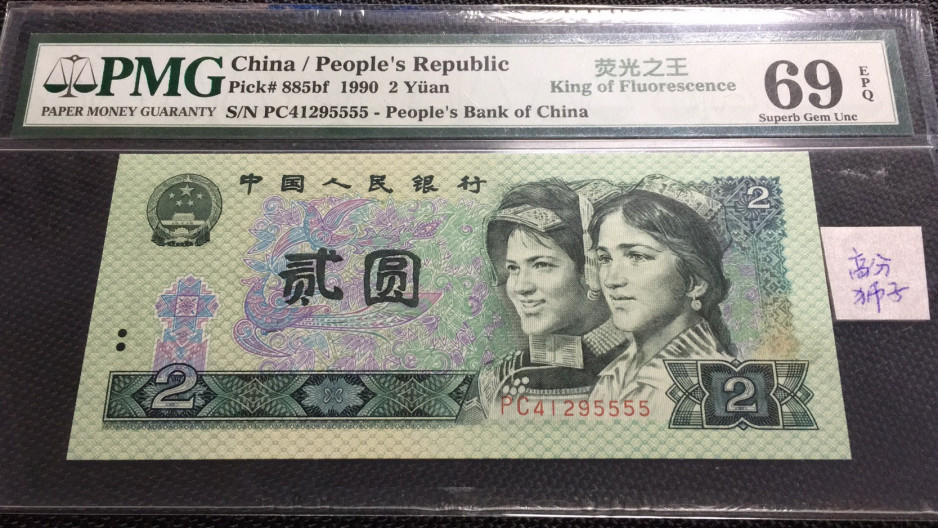 PMG
PAPER MONEY GUARANTY
China / People's Republic
Pick# 885bf 1990 2 Yüan
S/N PC41295555 - People's Bank of China
荧光之王
King of Fluorescence
69
EPQ
Superb Gem Unc
中国人民银行
2
贰圆
高分
狮子
2
PC41295555
2